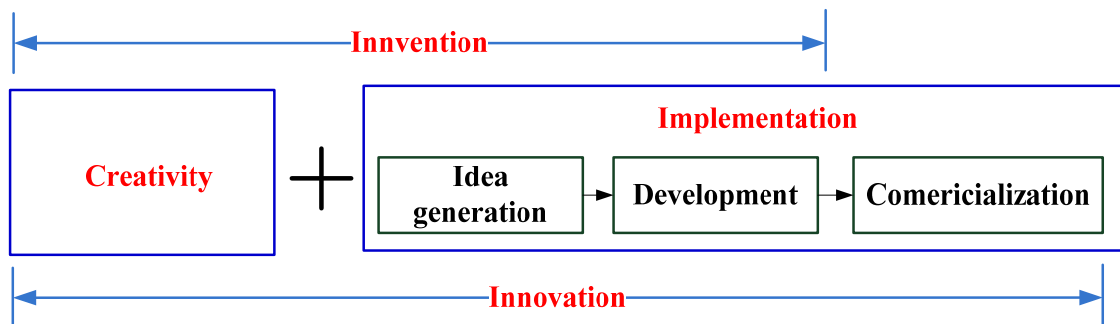 Innvention
Implementation
Creativity
Idea
generation
Development
Comericialization
Innovation